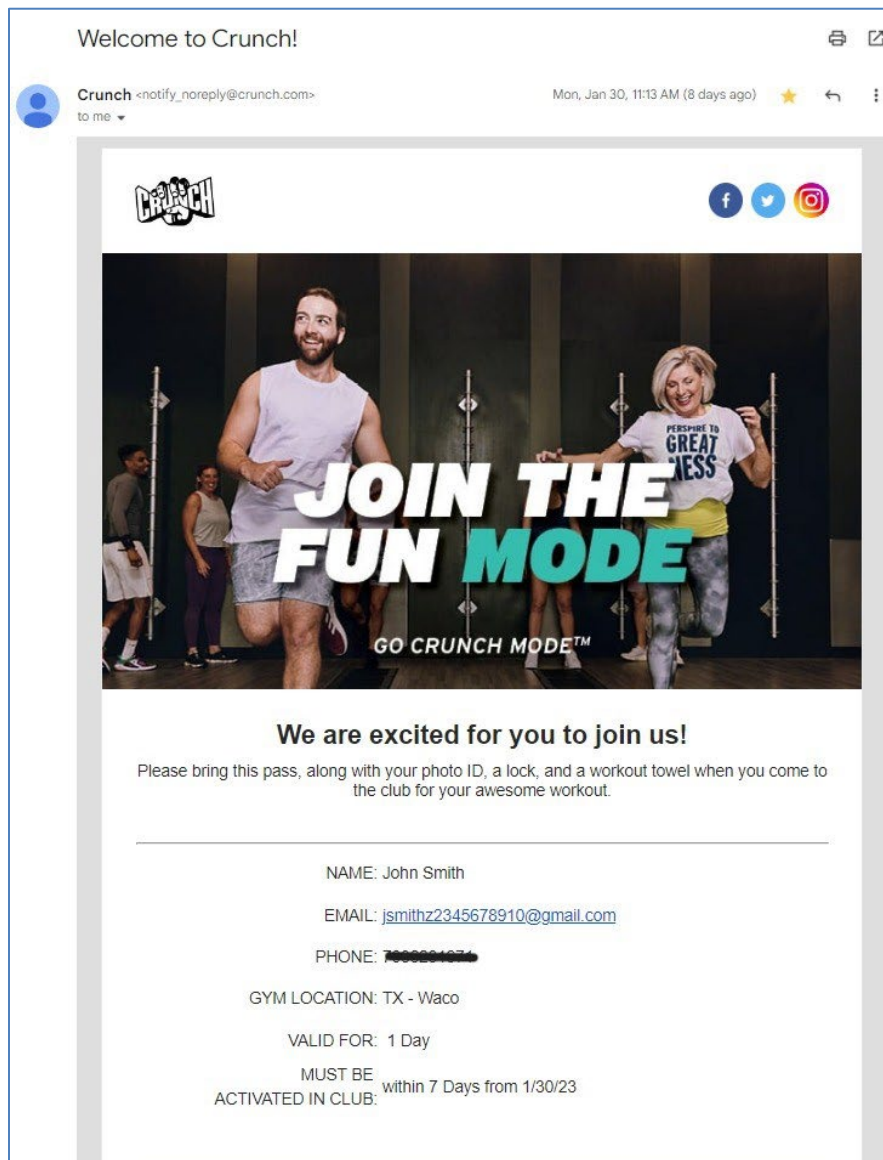 Welcome to Crunch!
Crunch <notify_noreply@crunch.com>
Mon, Jan 30, 11:13 AM (8 days ago)
to me
CRUNCH
PERSPIRE TO
GREAT
NESS
JOIN THE
FUN MODE
GO CRUNCH MODE™
We are excited for you to join us!
Please bring this pass, along with your photo ID, a lock, and a workout towel when you come to
the club for your awesome workout.
NAME: John Smith
EMAIL: jsmithz2345678910@gmail.com
PHONE:
GYM LOCATION: TX - Waco
VALID FOR: 1 Day
MUST BE
ACTIVATED IN CLUB: within 7 Days from 1/30/23